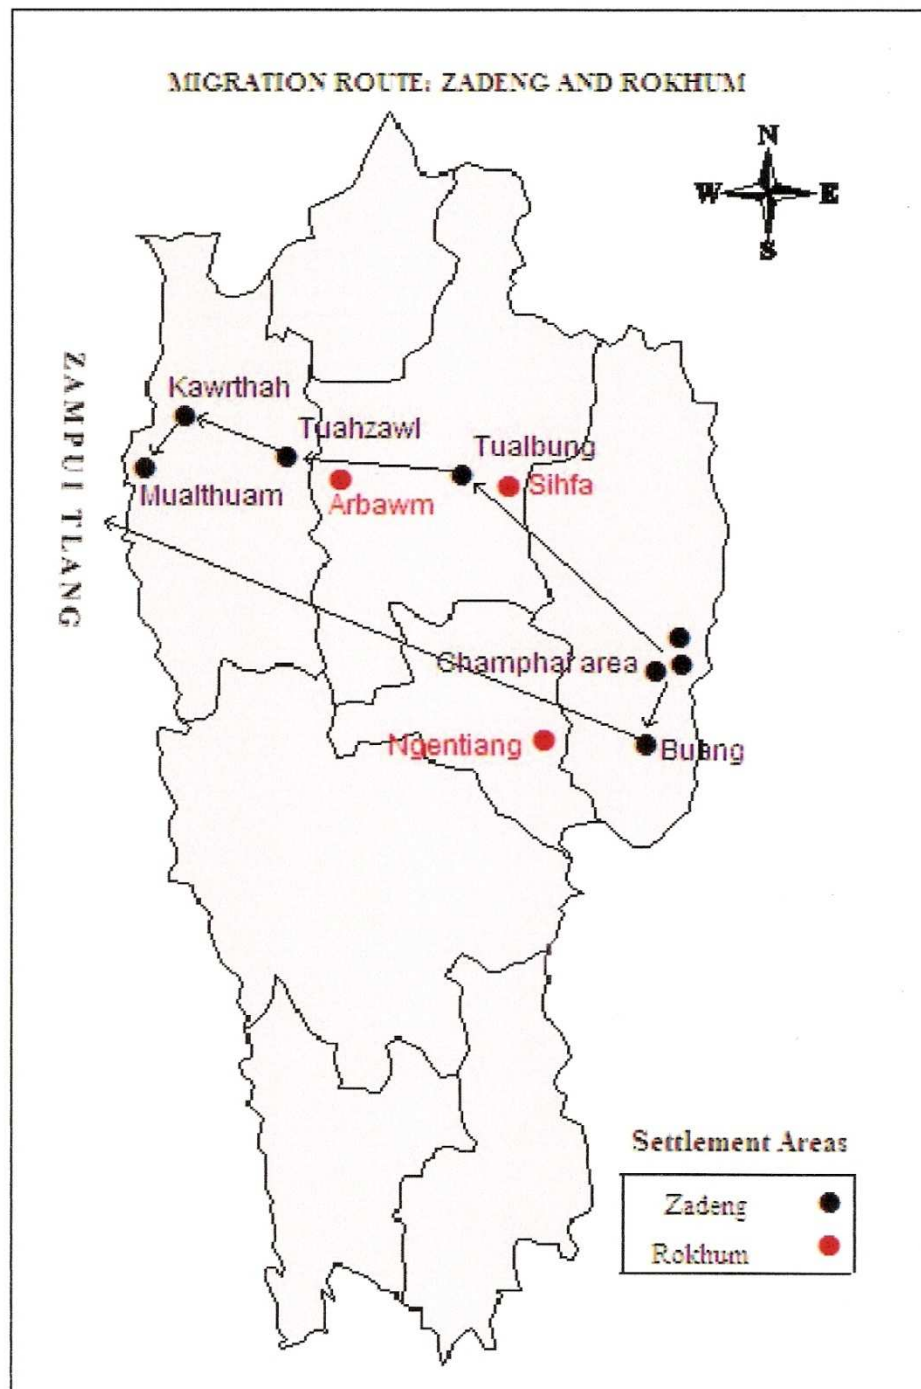 MIGRATION ROUTE: ZADENG AND ROKHUM
N
W E
S
ZAMPUI TLANG
Kawrthah
Tuahzawl
Tualbung
Mualthuam
Arbawm
Sihfa
Champhai area
Ngentiang
Buang
Settlement Areas
Zadeng
Rokhum